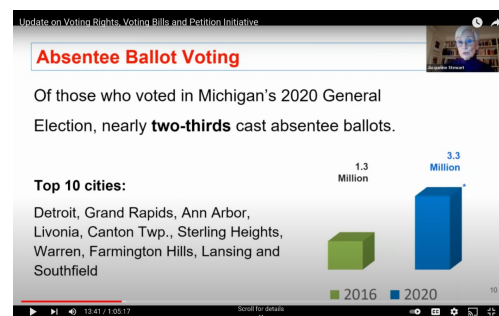 Update on Voting Rights, Voting Bills and Petition Initiative
Jacqueline Stewart
Absentee Ballot Voting
Of those who voted in Michigan's 2020 General
Election, nearly two-thirds cast absentee ballots.
Top 10 cities:
Detroit, Grand Rapids, Ann Arbor,
Livonia, Canton Twp., Sterling Heights,
Warren, Farmington Hills, Lansing and
Southfield
1.3
Million
3.3
Million
*
2016 2020
10
13:41 / 1:05:17
Scroll for details
CC